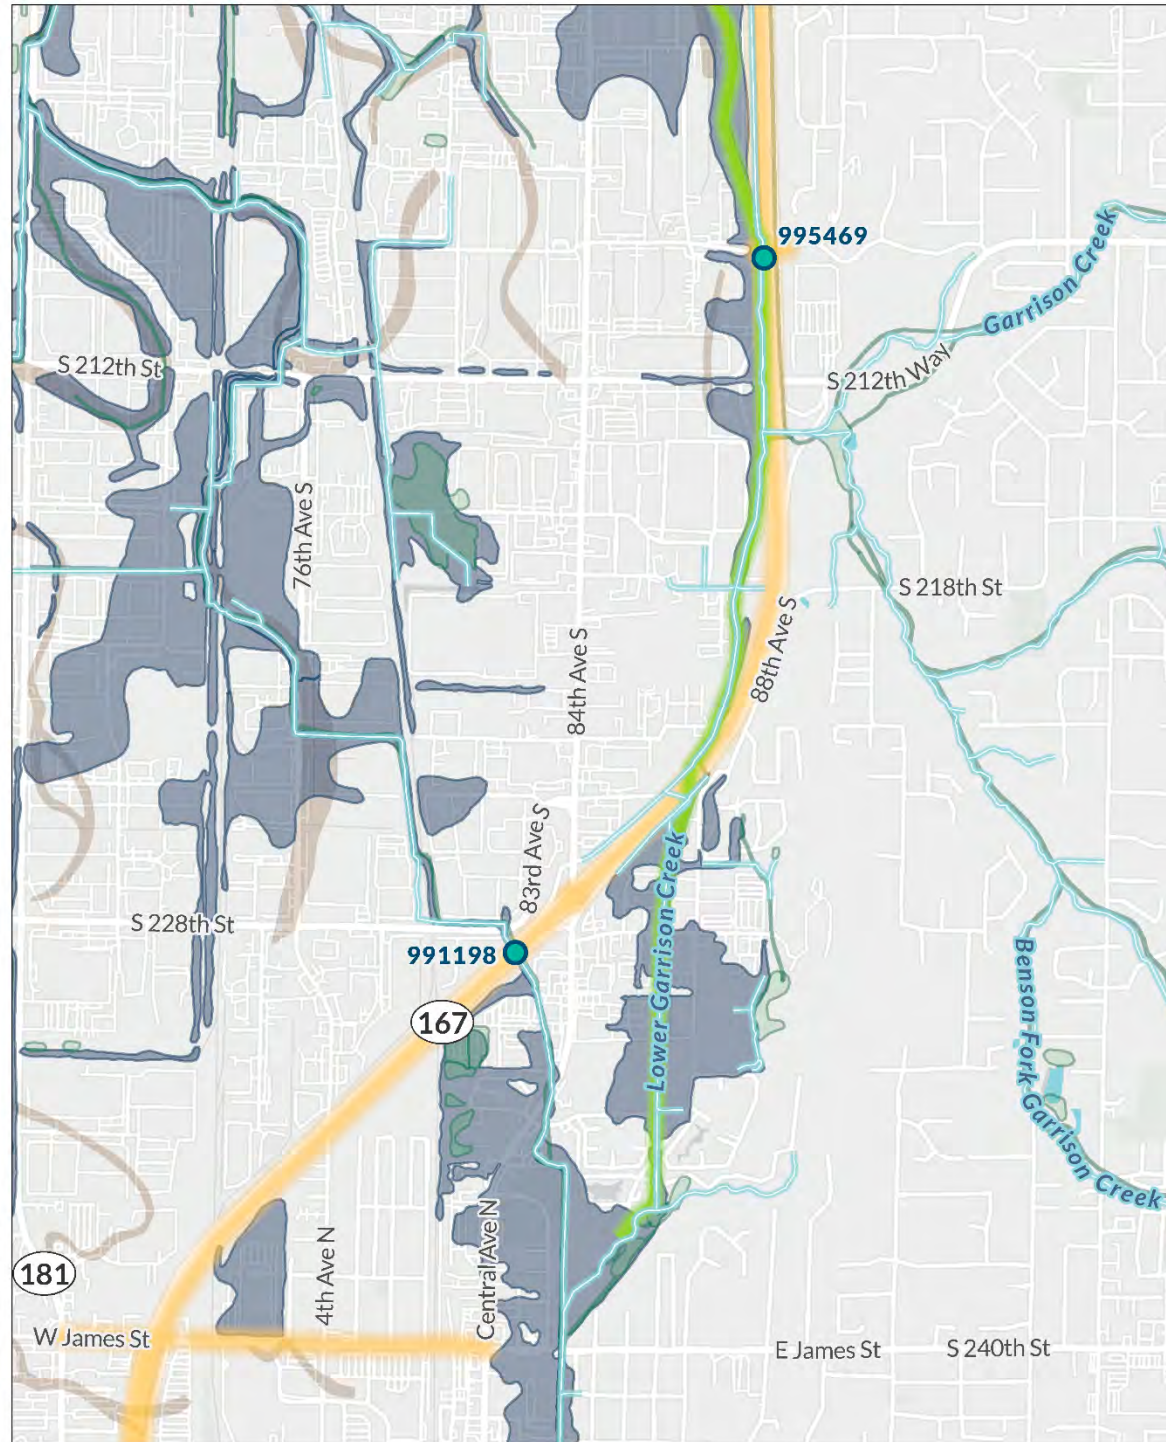 995469
Garrison Creek
S 212th St
S 212th Way
76th Ave S
S 218th St
84th Ave S
88th Ave S
83rd Ave S
S 228th St
991198
Lower Garrison Creek
167
Benson Fork Garrison Creek
4th Ave N
Central Ave N
181
W James St
E James St
S 240th St